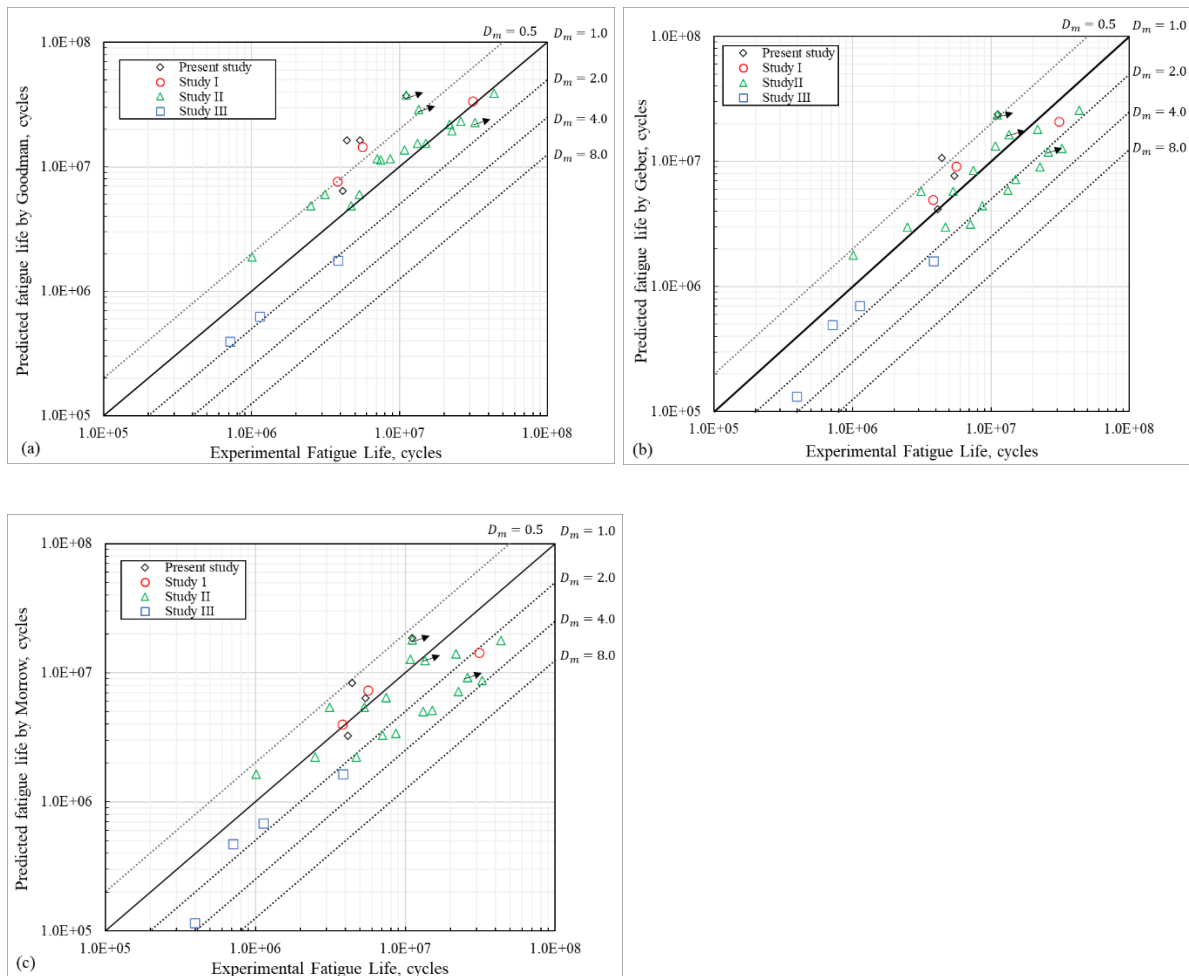 D_m = 0.5 D_m = 1.0
1.0E+08
Present study
Study I
Study II
Study III
D_m = 2.0
D_m = 4.0
D_m = 8.0
1.0E+07
1.0E+06
1.0E+05
Predicted fatigue life by Goodman, cycles
1.0E+05 1.0E+06 1.0E+07 1.0E+08
Experimental Fatigue Life, cycles
(a)
D_m = 0.5 D_m = 1.0
1.0E+08
Present study
Study I
StudyII
Study III
D_m = 2.0
D_m = 4.0
D_m = 8.0
1.0E+07
1.0E+06
1.0E+05
Predicted fatigue life by Geber, cycles
1.0E+05 1.0E+06 1.0E+07 1.0E+08
Experimental Fatigue Life, cycles
(b)
D_m = 0.5 D_m = 1.0
1.0E+08
Present study
Study 1
Study II
Study III
D_m = 2.0
D_m = 4.0
D_m = 8.0
1.0E+07
1.0E+06
1.0E+05
Predicted fatigue life by Morrow, cycles
1.0E+05 1.0E+06 1.0E+07 1.0E+08
Experimental Fatigue Life, cycles
(c)